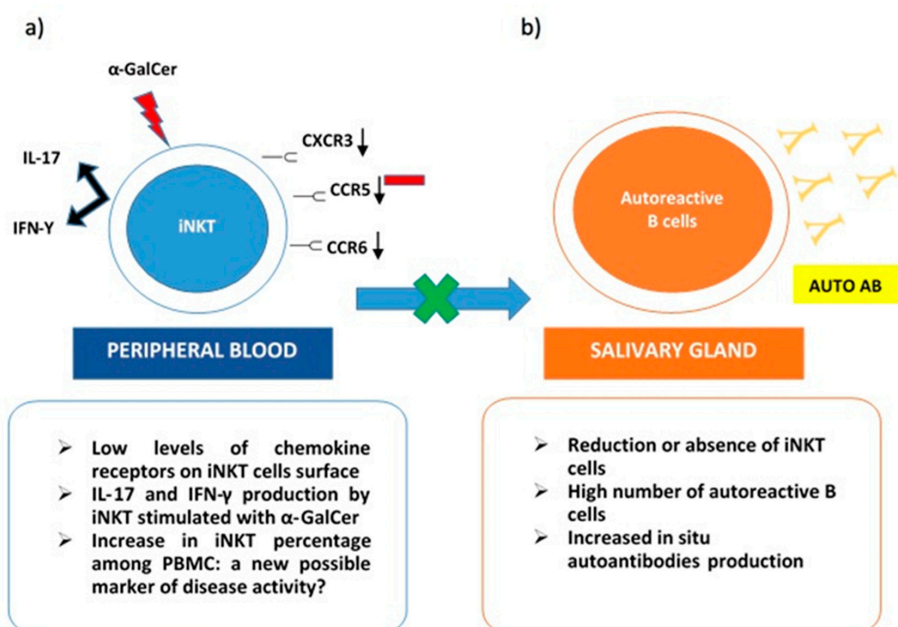 a)
α-GalCer
IL-17
IFN-Y
iNKT
CXCR3
CCR5
CCR6
PERIPHERAL BLOOD
➢ Low levels of chemokine
receptors on iNKT cells surface
➢ IL-17 and IFN-γ production by
iNKT stimulated with α-GalCer
➢ Increase in iNKT percentage
among PBMC: a new possible
marker of disease activity?
b)
Autoreactive
B cells
AUTO AB
SALIVARY GLAND
➢ Reduction or absence of iNKT
cells
➢ High number of autoreactive B
cells
➢ Increased in situ
autoantibodies production